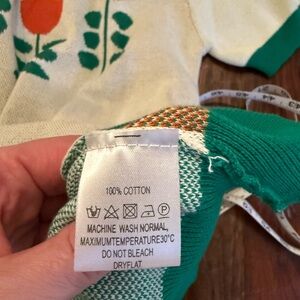 100% COTTON
MACHINE WASH NORMAL,
MAXIMUMTEMPERATURE30°C
DO NOT BLEACH
DRYFLAT